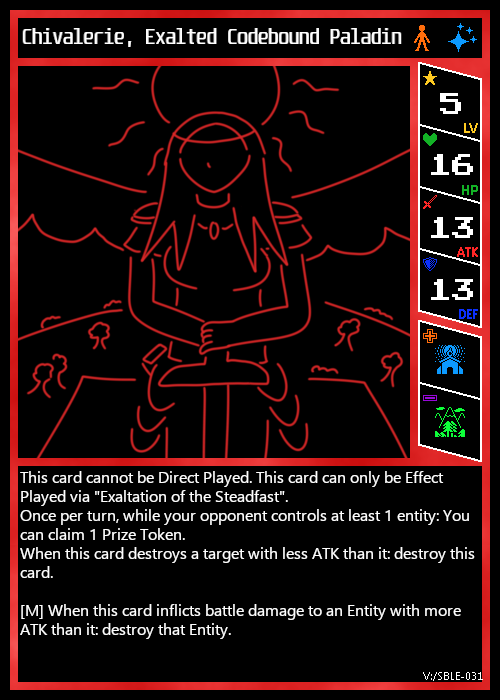 Chivalerie, Exalted Codebound Paladin
5
LV
16
HP
13
ATK
13
DEF
This card cannot be Direct Played. This card can only be Effect
Played via "Exaltation of the Steadfast".
Once per turn, while your opponent controls at least 1 entity: You
can claim 1 Prize Token.
When this card destroys a target with less ATK than it: destroy this
card.
[M] When this card inflicts battle damage to an Entity with more
ATK than it: destroy that Entity.
V:/SBLE-031